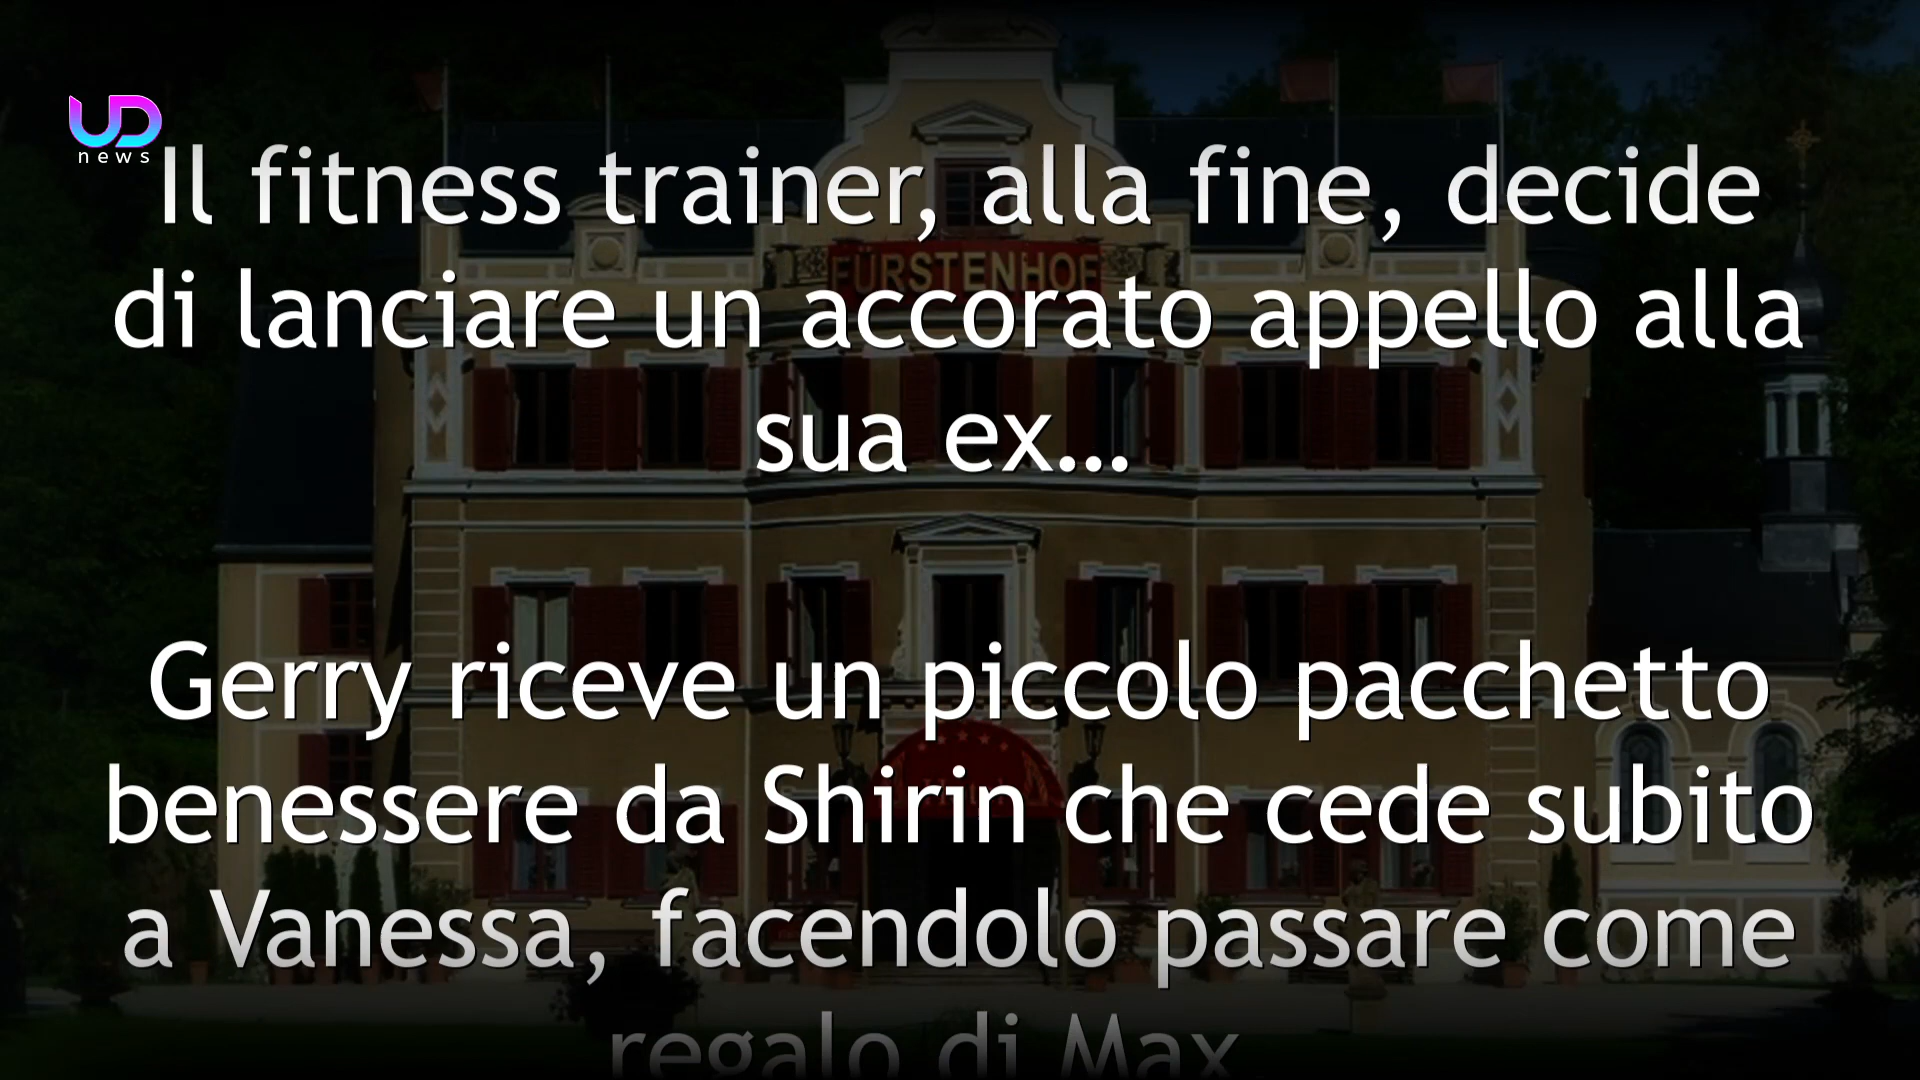 UD
news
Il fitness trainer, alla fine, decide
FÜRSTENHOF
di lanciare un accorato appello alla
sua ex...
Gerry riceve un piccolo pacchetto
benessere da Shirin che cede subito
a Vanessa, facendolo passare come
regalo di Max